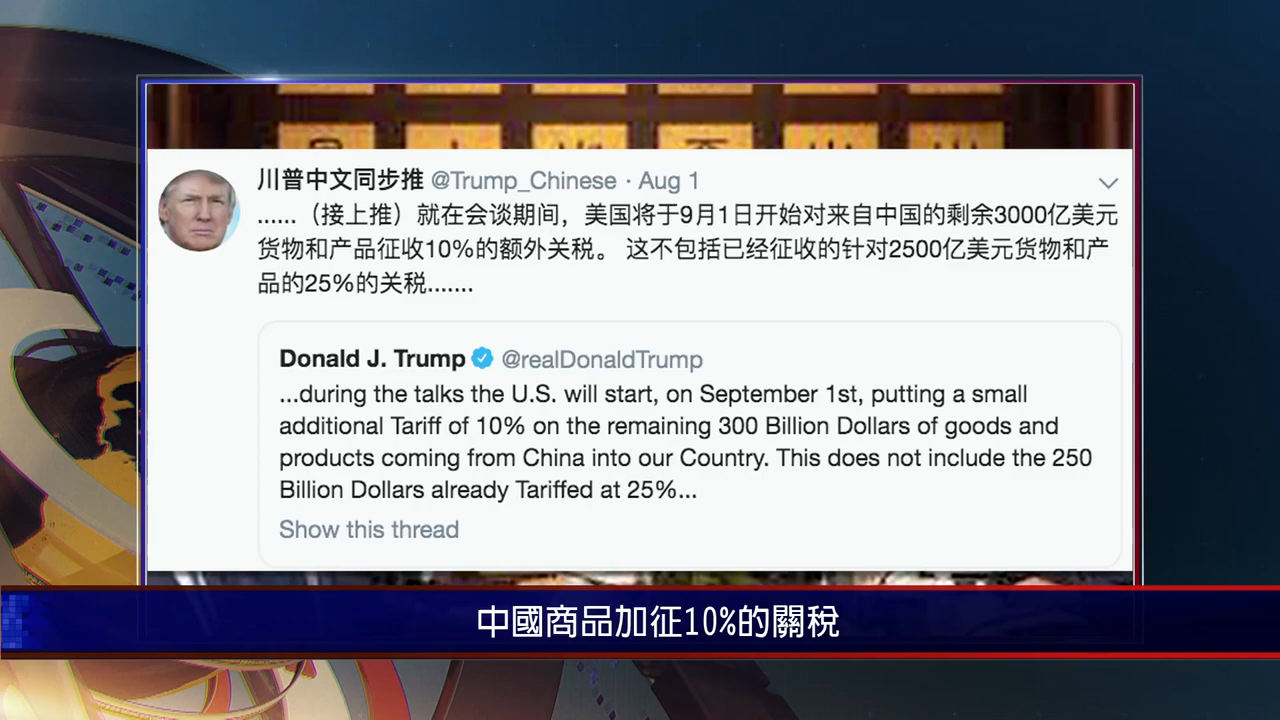 川普中文同步推 @Trump_Chinese · Aug 1
......（接上推）就在会谈期间，美国将于9月1日开始对来自中国的剩余3000亿美元
货物和产品征收10%的额外关税。 这不包括已经征收的针对2500亿美元货物和产
品的25%的关税.......
Donald J. Trump @realDonaldTrump
...during the talks the U.S. will start, on September 1st, putting a small
additional Tariff of 10% on the remaining 300 Billion Dollars of goods and
products coming from China into our Country. This does not include the 250
Billion Dollars already Tariffed at 25%...
Show this thread
中國商品加征10%的關稅